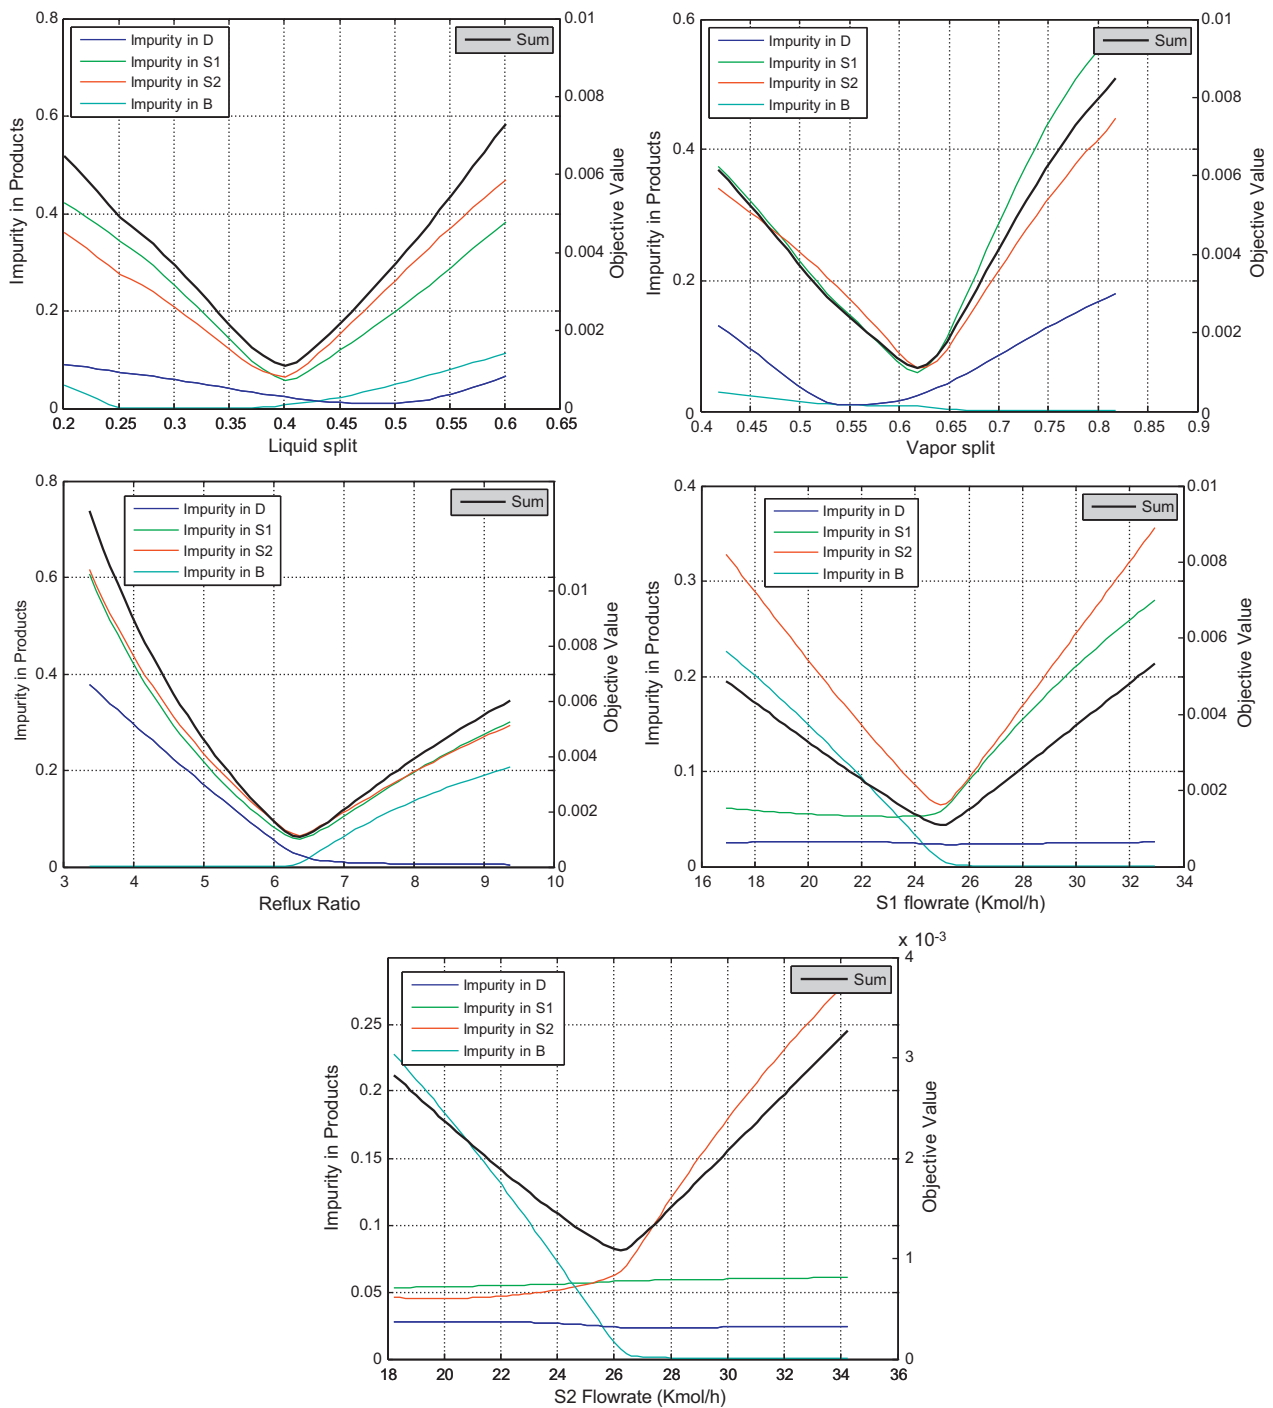 0.8
0.6
0.4
0.2
0
Impurity in Products
Impurity in D
Impurity in S1
Impurity in S2
Impurity in B
Sum
0.01
0.008
0.006
0.004
0.002
0
Objective Value
0.2 0.25 0.3 0.35 0.4 0.45 0.5 0.55 0.6 0.65
Liquid split
0.6
0.4
0.2
0
Impurity in Products
Impurity in D
Impurity in S1
Impurity in S2
Impurity in B
Sum
0.01
0.008
0.006
0.004
0.002
0
Objective Value
0.4 0.45 0.5 0.55 0.6 0.65 0.7 0.75 0.8 0.85 0.9
Vapor split
0.8
0.6
0.4
0.2
0
Impurity in Products
Impurity in D
Impurity in S1
Impurity in S2
Impurity in B
Sum
0.01
0.008
0.006
0.004
0.002
0
Objective Value
3 4 5 6 7 8 9 10
Reflux Ratio
0.4
0.3
0.2
0.1
0
Impurity in Products
Impurity in D
Impurity in S1
Impurity in S2
Impurity in B
Sum
0.01
0.008
0.006
0.004
0.002
0
Objective Value
16 18 20 22 24 26 28 30 32 34
S1 flowrate (Kmol/h)
x 10-3
0.25
0.2
0.15
0.1
0.05
0
Impurity in Products
Impurity in D
Impurity in S1
Impurity in S2
Impurity in B
Sum
4
3
2
1
0
Objective Value
18 20 22 24 26 28 30 32 34 36
S2 Flowrate (Kmol/h)